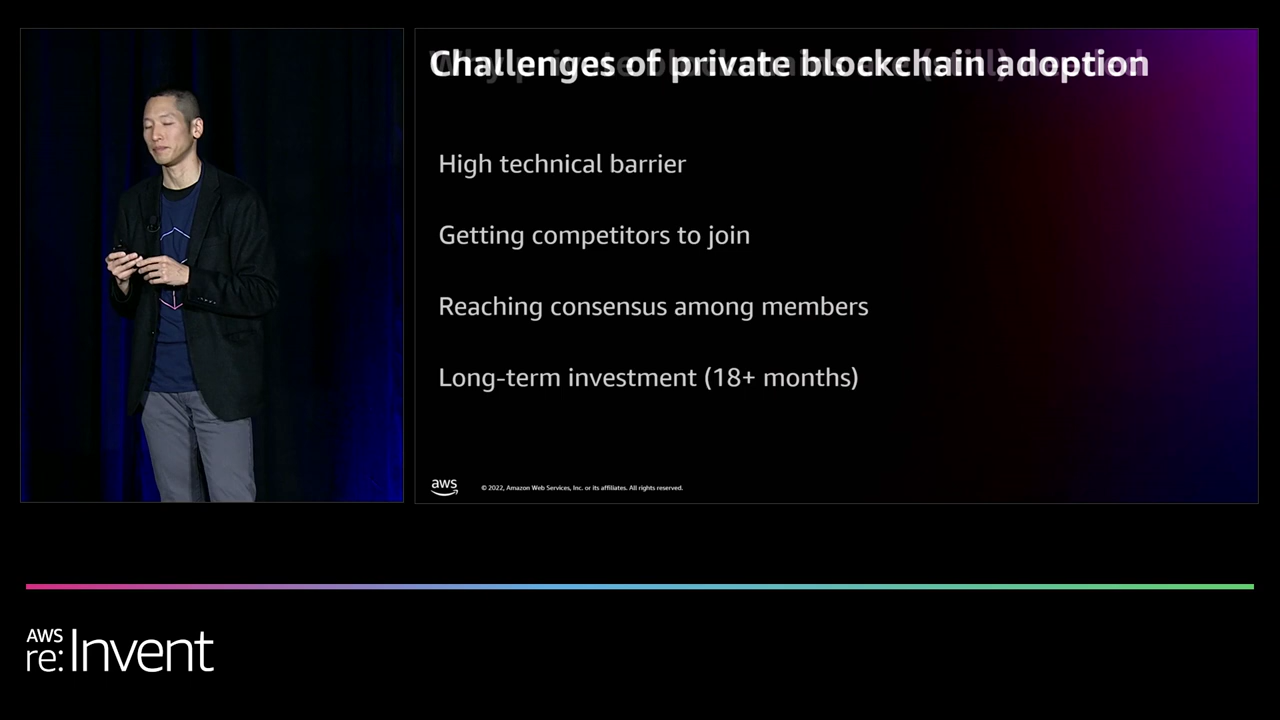 Challenges of private blockchain adoption
High technical barrier
Getting competitors to join
Reaching consensus among members
Long-term investment (18+ months)
aws
© 2022, Amazon Web Services, Inc. or its affiliates. All rights reserved.
AWS
re:Invent